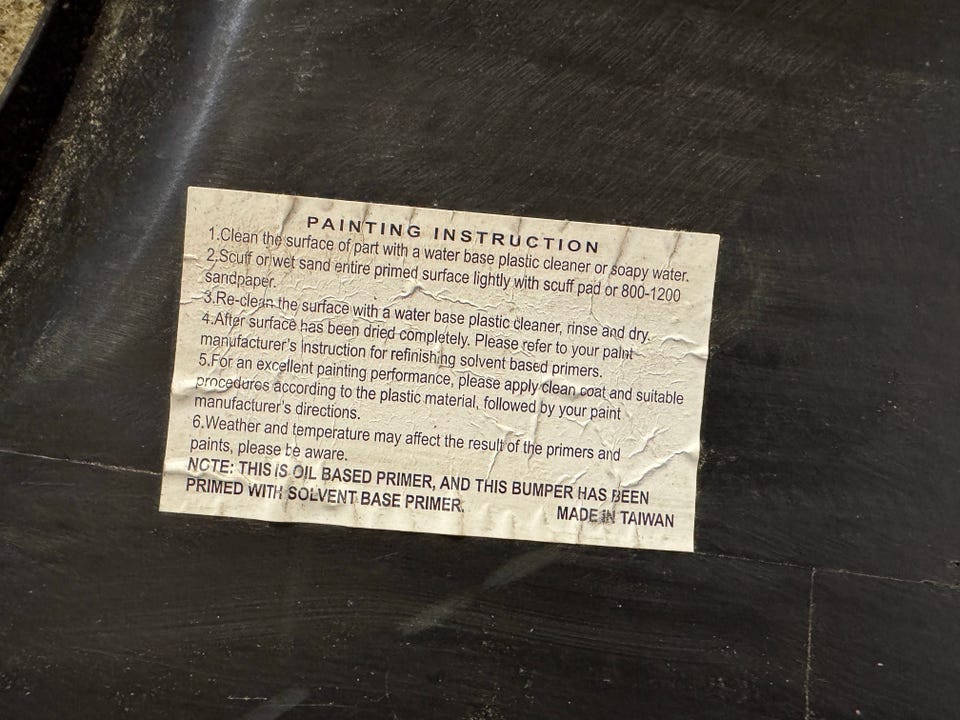 PAINTING INSTRUCTION
1.Clean the surface of part with a water base plastic cleaner or soapy water.
2.Scuff or wet sand entire primed surface lightly with scuff pad or 800-1200
sandpaper.
3.Re-clean the surface with a water base plastic cleaner, rinse and dry.
4.After surface has been dried completely. Please refer to your paint
manufacturer's instruction for refinishing solvent based primers.
5.For an excellent painting performance, please apply clean coat and suitable
procedures according to the plastic material, followed by your paint
manufacturer's directions.
6.Weather and temperature may affect the result of the primers and
paints, please be aware.
NOTE: THIS IS OIL BASED PRIMER, AND THIS BUMPER HAS BEEN
PRIMED WITH SOLVENT BASE PRIMER. MADE IN TAIWAN